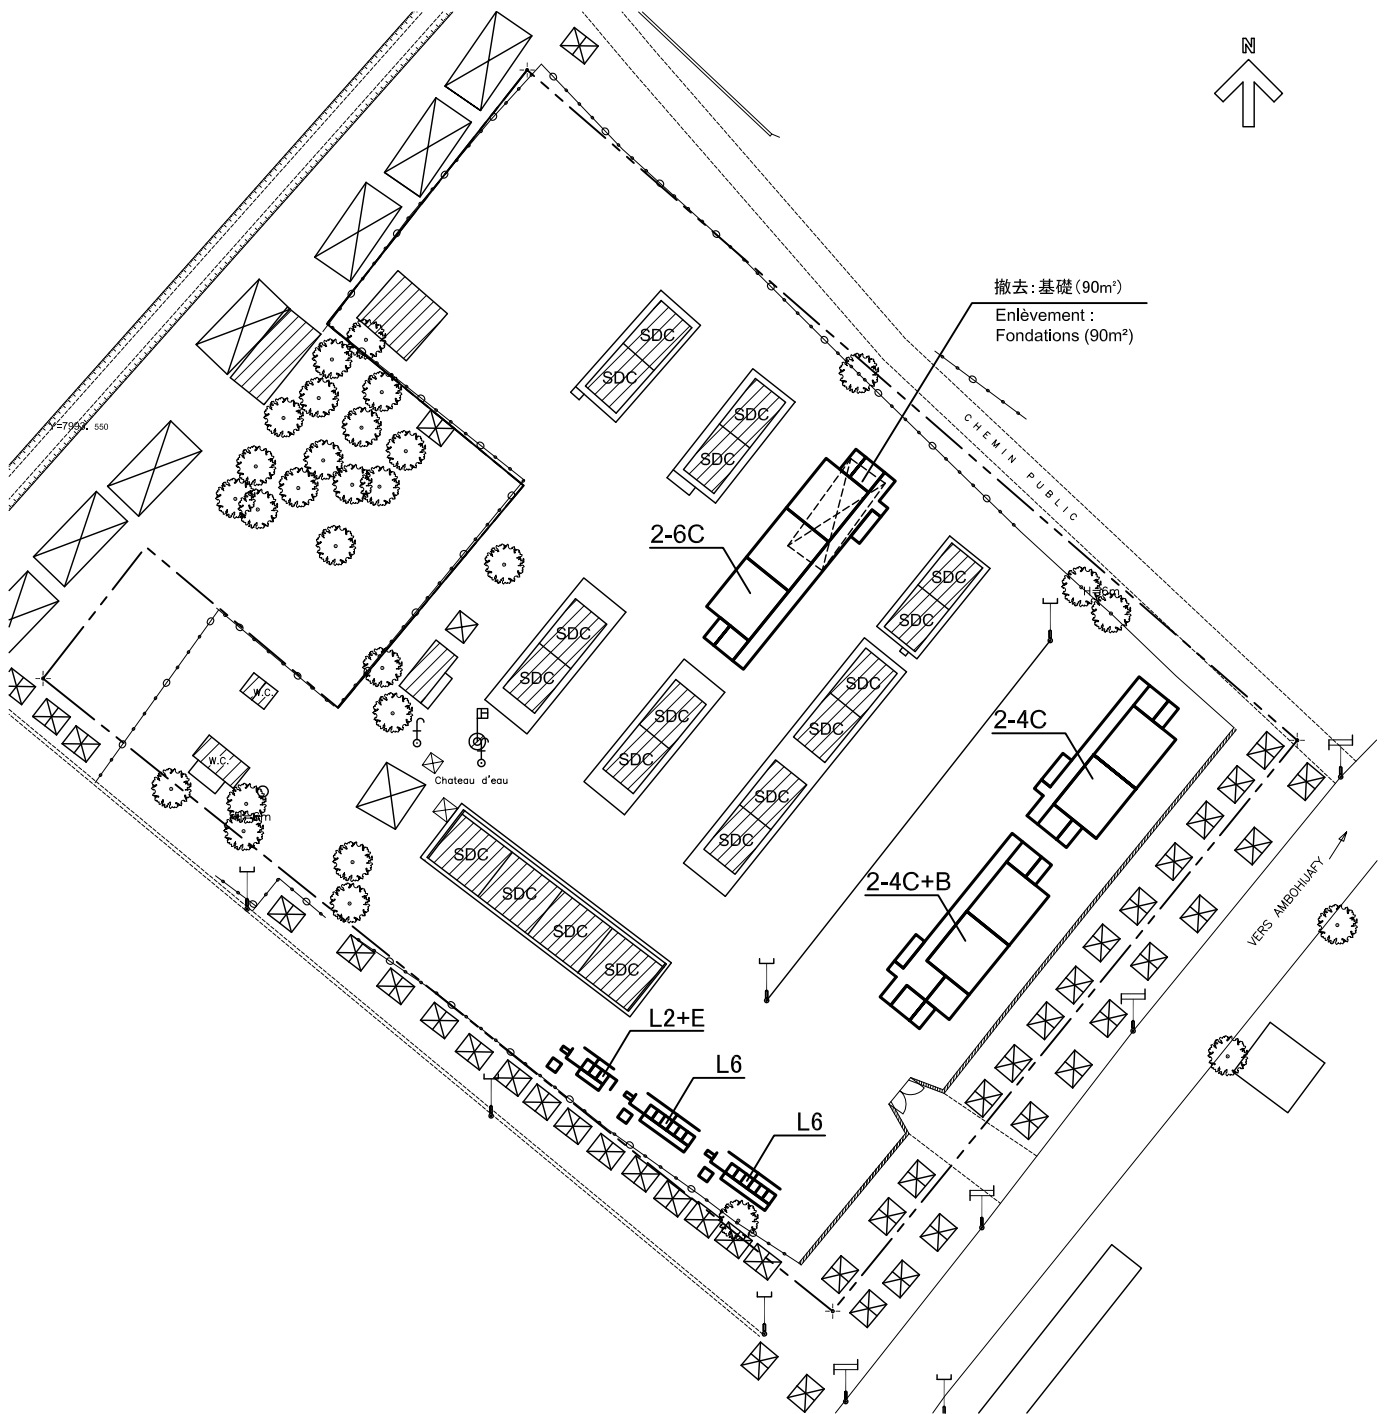 N
撤去:基礎(90m²)
Enlèvement :
Fondations (90m²)
SDC
SDC
CHEMIN PUBLIC
SDC
SDC
2-6C
SDC
SDC
SDC
SDC
W.C.
SDC
SDC
SDC
SDC
2-4C
W.C.
Chateau d'eau
SDC
SDC
SDC
SDC
SDC
SDC
2-4C+B
VERS AMBOHIJAFY
L2+E
L6
L6